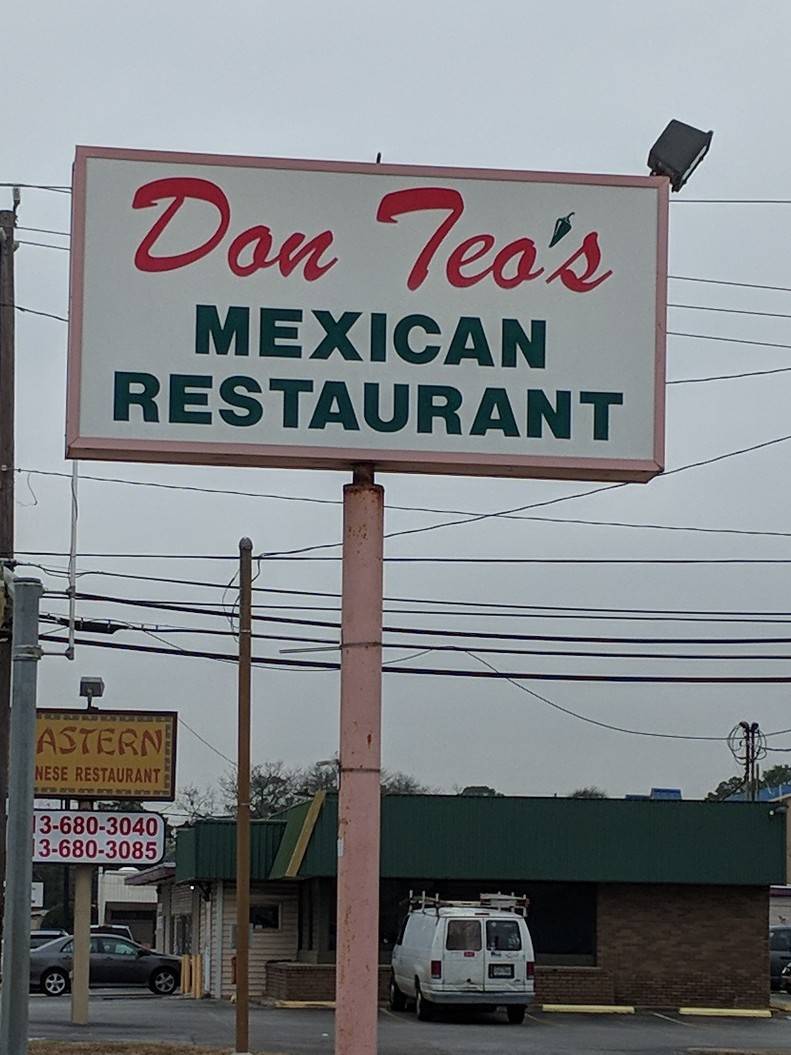 Don Teo's
MEXICAN
RESTAURANT
ASTERN
NESE RESTAURANT
13-680-3040
13-680-3085